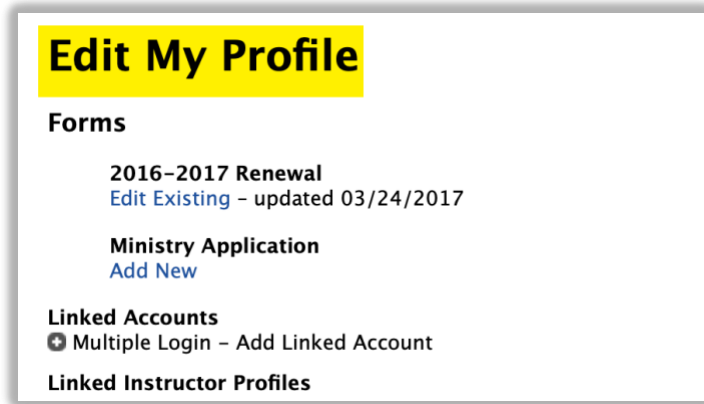 Edit My Profile
Forms
2016–2017 Renewal
Edit Existing – updated 03/24/2017
Ministry Application
Add New
Linked Accounts
Multiple Login – Add Linked Account
Linked Instructor Profiles